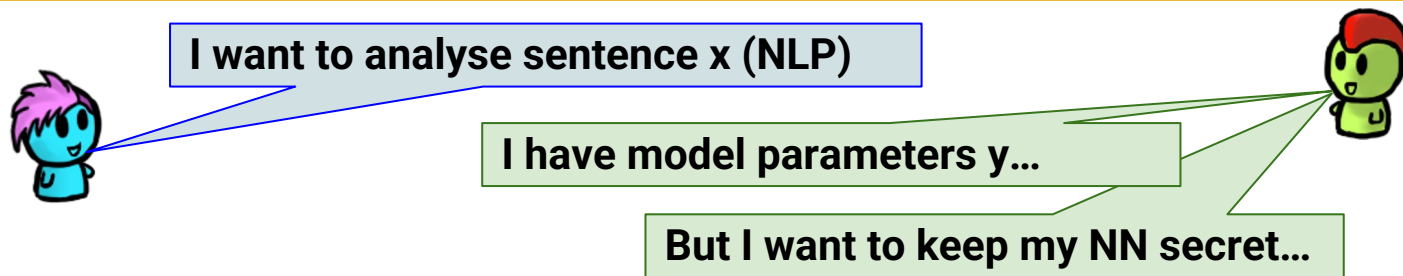 I want to analyse sentence x (NLP)
I have model parameters y…
But I want to keep my NN secret…